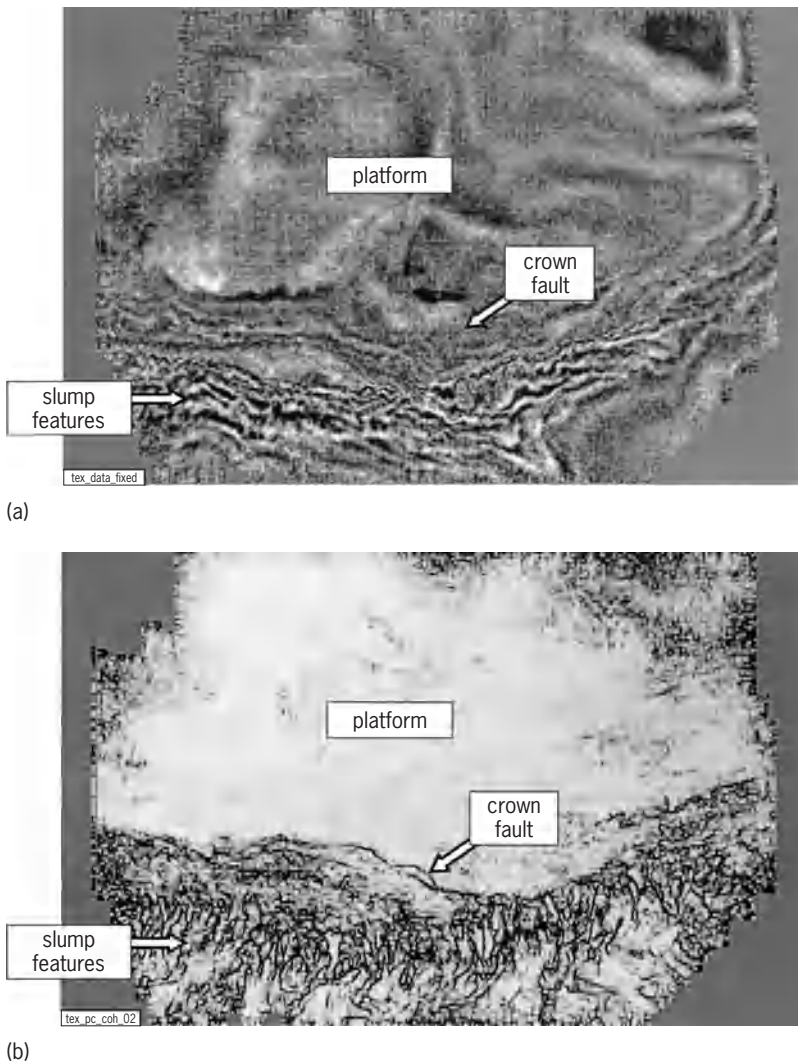 platform
crown
fault
slump
features
tex_data_fixed
(a)
platform
crown
fault
slump
features
tex_pc_coh_02
(b)